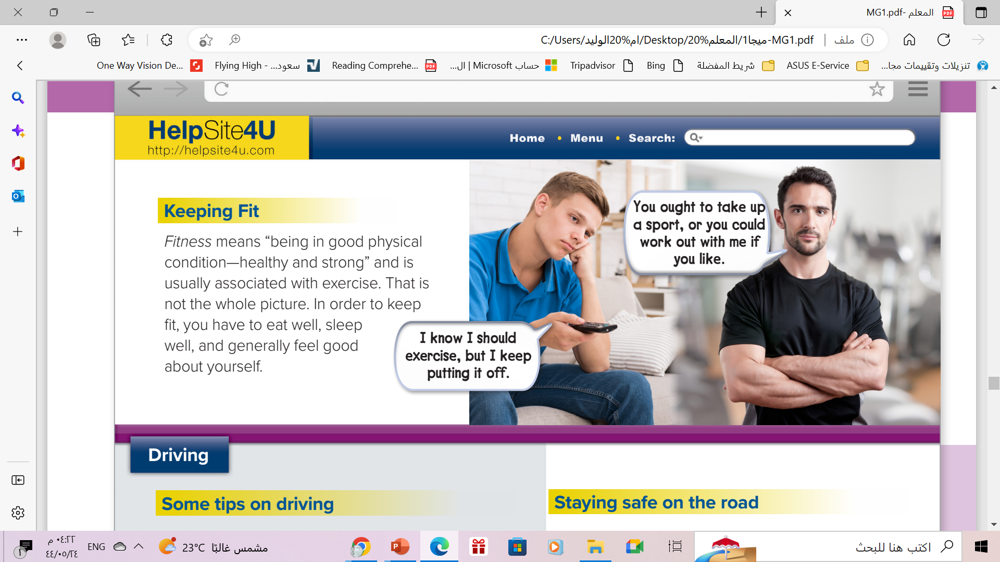 المعلم -MG1.pdf
C:/Users/ام%20الوليد/Desktop/20%ميجا1/المعلم-MG1.pdf
ملف
One Way Vision De...
Flying High - سعود...
Reading Comprehe...
حساب Microsoft | ال...
Tripadvisor
Bing
شريط المفضلة
ASUS E-Service
تنزيلات وتقييمات مجا...
HelpSite4U
http://helpsite4u.com
Home • Menu • Search:
Keeping Fit
Fitness means “being in good physical
condition—healthy and strong” and is
usually associated with exercise. That is
not the whole picture. In order to keep
fit, you have to eat well, sleep
well, and generally feel good
about yourself.
I know I should
exercise, but I keep
putting it off.
You ought to take up
a sport, or you could
work out with me if
you like.
Driving
Some tips on driving
Staying safe on the road
٠٤:٢٢ م
٤٤/٠٥/٢٤
ENG
23°C مشمس غالبًا
اكتب هنا للبحث